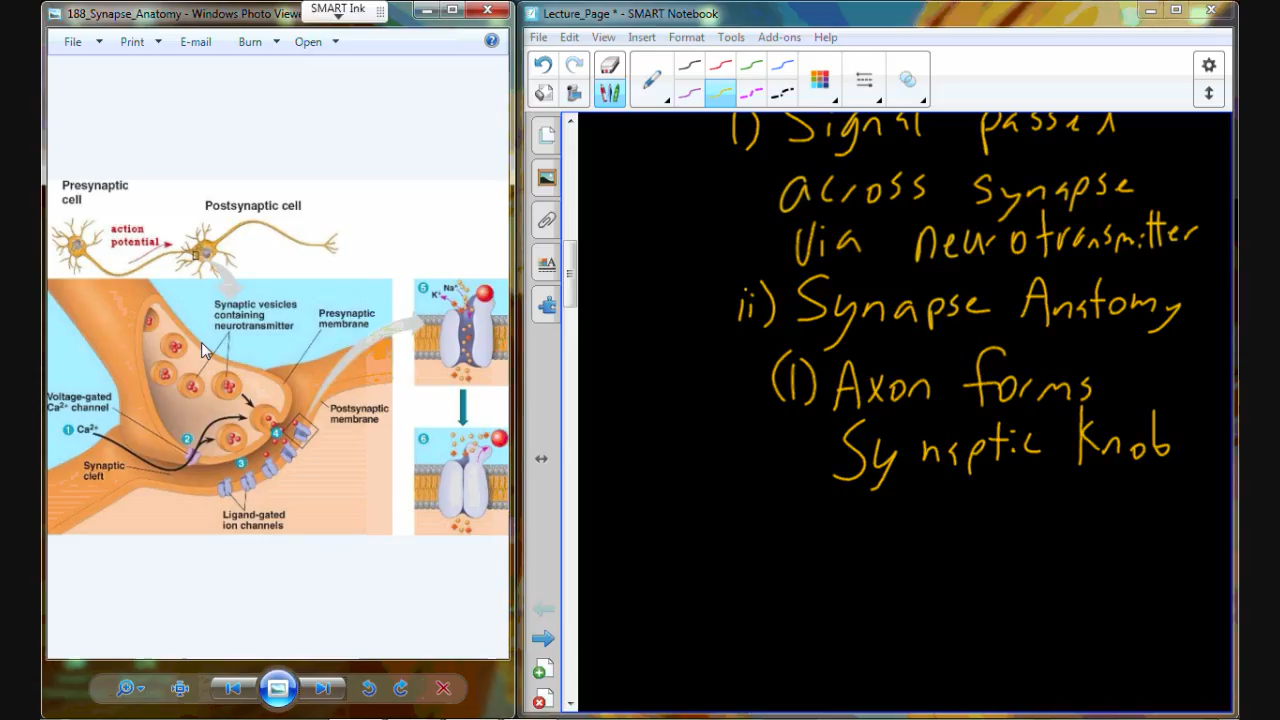 188_Synapse_Anatomy - Windows Photo Viewe
SMART Ink
File Print E-mail Burn Open
Presynaptic
cell
Postsynaptic cell
action
potential
Synaptic vesicles
containing
neurotransmitter
Presynaptic
membrane
Voltage-gated
Ca2+ channel
1 Ca2+
2
3
4
Postsynaptic
membrane
Synaptic
cleft
Ligand-gated
ion channels
5
Na+
K+
6
Lecture_Page * - SMART Notebook
File Edit View Insert Format Tools Add-ons Help
Signal passed
across synapse
via neurotransmitter
ii) Synapse Anatomy
(1) Axon forms
Synaptic Knob